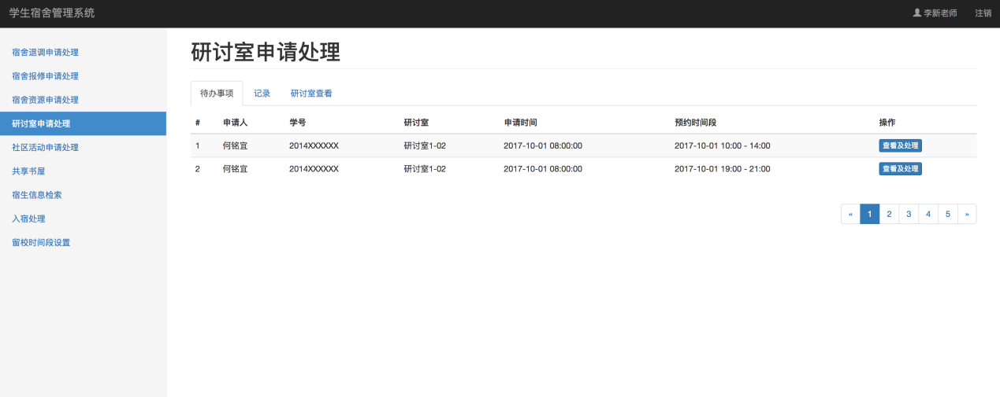 学生宿舍管理系统 李新老师 注销
宿舍退调申请处理
宿舍报修申请处理
宿舍资源申请处理
研讨室申请处理
社区活动申请处理
共享书屋
宿生信息检索
入宿处理
留校时间段设置
研讨室申请处理
待办事项 记录 研讨室查看
# 申请人 学号 研讨室 申请时间 预约时间段 操作
1 何铭宜 2014XXXXXX 研讨室1-02 2017-10-01 08:00:00 2017-10-01 10:00 - 14:00 查看及处理
2 何铭宜 2014XXXXXX 研讨室1-02 2017-10-01 08:00:00 2017-10-01 19:00 - 21:00 查看及处理
« 1 2 3 4 5 »